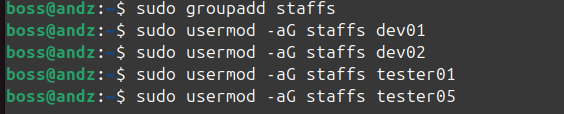 boss@andz:~$ sudo groupadd staffs
boss@andz:~$ sudo usermod -aG staffs dev01
boss@andz:~$ sudo usermod -aG staffs dev02
boss@andz:~$ sudo usermod -aG staffs tester01
boss@andz:~$ sudo usermod -aG staffs tester05